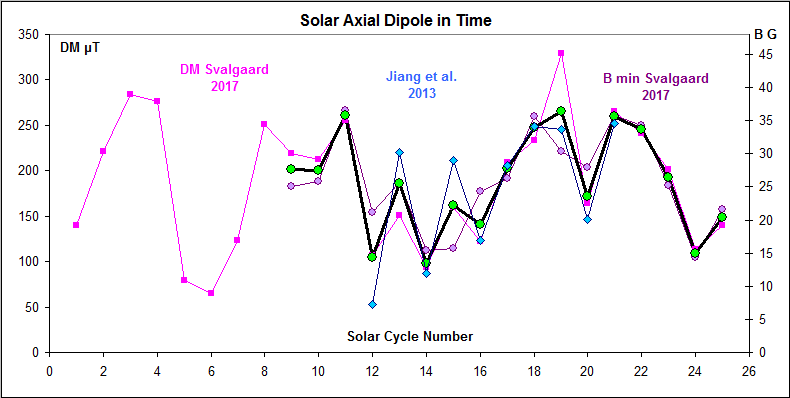 Solar Axial Dipole in Time
350
DM µT
B G
45
300
DM Svalgaard
2017
Jiang et al.
2013
B min Svalgaard
2017
40
250
35
200
30
25
150
20
100
15
10
50
Solar Cycle Number
5
0
0
0 2 4 6 8 10 12 14 16 18 20 22 24 26